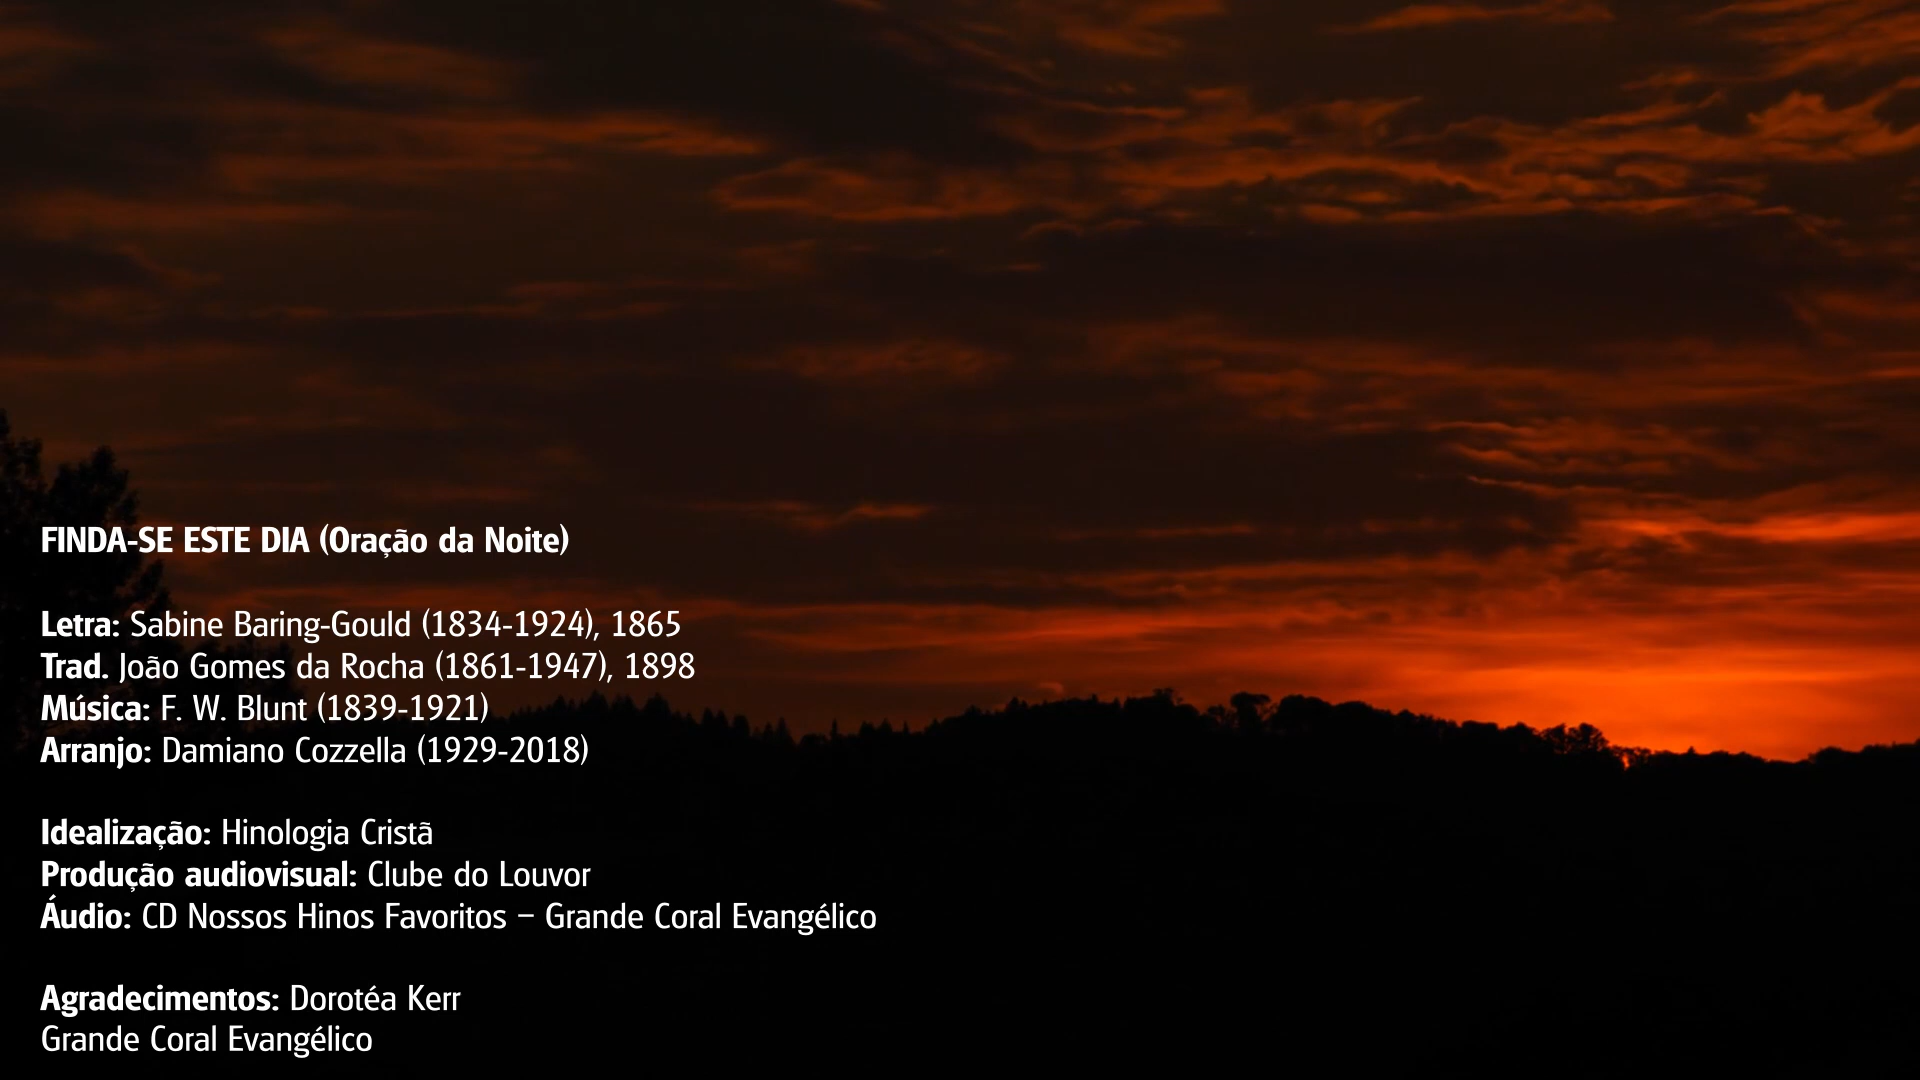 FINDA-SE ESTE DIA (Oração da Noite)
Letra: Sabine Baring-Gould (1834-1924), 1865
Trad. João Gomes da Rocha (1861-1947), 1898
Música: F. W. Blunt (1839-1921)
Arranjo: Damiano Cozzella (1929-2018)
Idealização: Hinologia Cristã
Produção audiovisual: Clube do Louvor
Áudio: CD Nossos Hinos Favoritos – Grande Coral Evangélico
Agradecimentos: Dorotéa Kerr
Grande Coral Evangélico